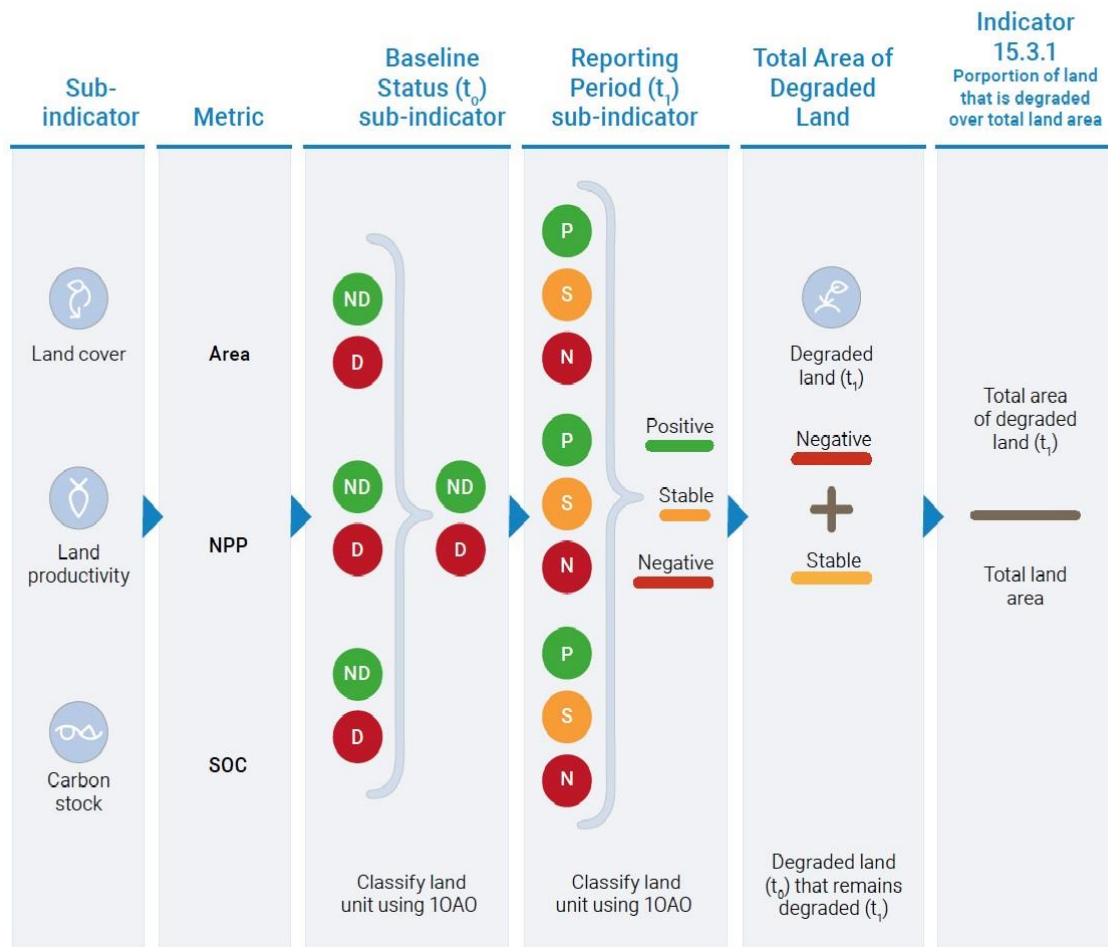 Sub-
indicator
Metric
Baseline
Status (t0)
sub-indicator
Reporting
Period (t1)
sub-indicator
Total Area of
Degraded
Land
Indicator
15.3.1
Porportion of land
that is degraded
over total land area
Land cover
Land
productivity
Carbon
stock
Area
NPP
SOC
ND
D
ND
D
ND
D
ND
D
Classify land
unit using 1OAO
P
S
N
P
S
N
P
S
N
Positive
Stable
Negative
Classify land
unit using 1OAO
Degraded
land (t1)
Negative
+
Stable
Degraded land
(t0) that remains
degraded (t1)
Total area
of degraded
land (t1)
Total land
area